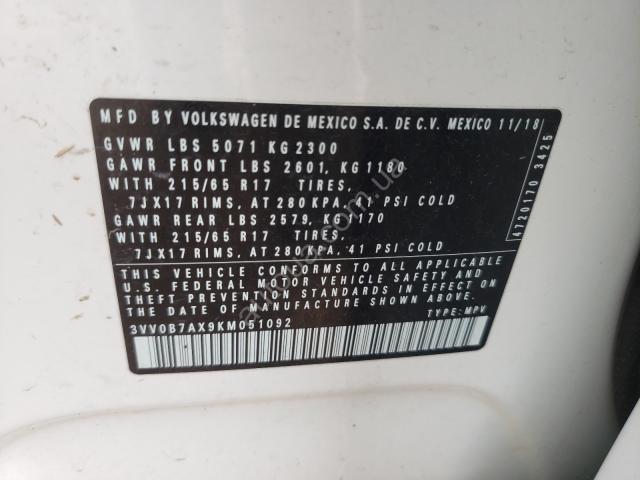 MFD BY VOLKSWAGEN DE MEXICO S.A. DE C.V. MEXICO 11/18
GVWR LBS 5071 KG 2300
GAWR FRONT LBS 2601, KG 1180
WITH 215/65 R17 TIRES,
7JX17 RIMS, AT 280 KPA, 41 PSI COLD
GAWR REAR LBS 2579, KG 1170
WITH 215/65 R17 TIRES,
7JX17 RIMS, AT 280 KPA, 41 PSI COLD
THIS VEHICLE CONFORMS TO ALL APPLICABLE
U.S. FEDERAL MOTOR VEHICLE SAFETY AND
THEFT PREVENTION STANDARDS IN EFFECT ON
THE DATE OF MANUFACTURE SHOWN ABOVE.
3VV0B7AX9KM051092 TYPE: MPV
4720170 3425
autoua.com.ua